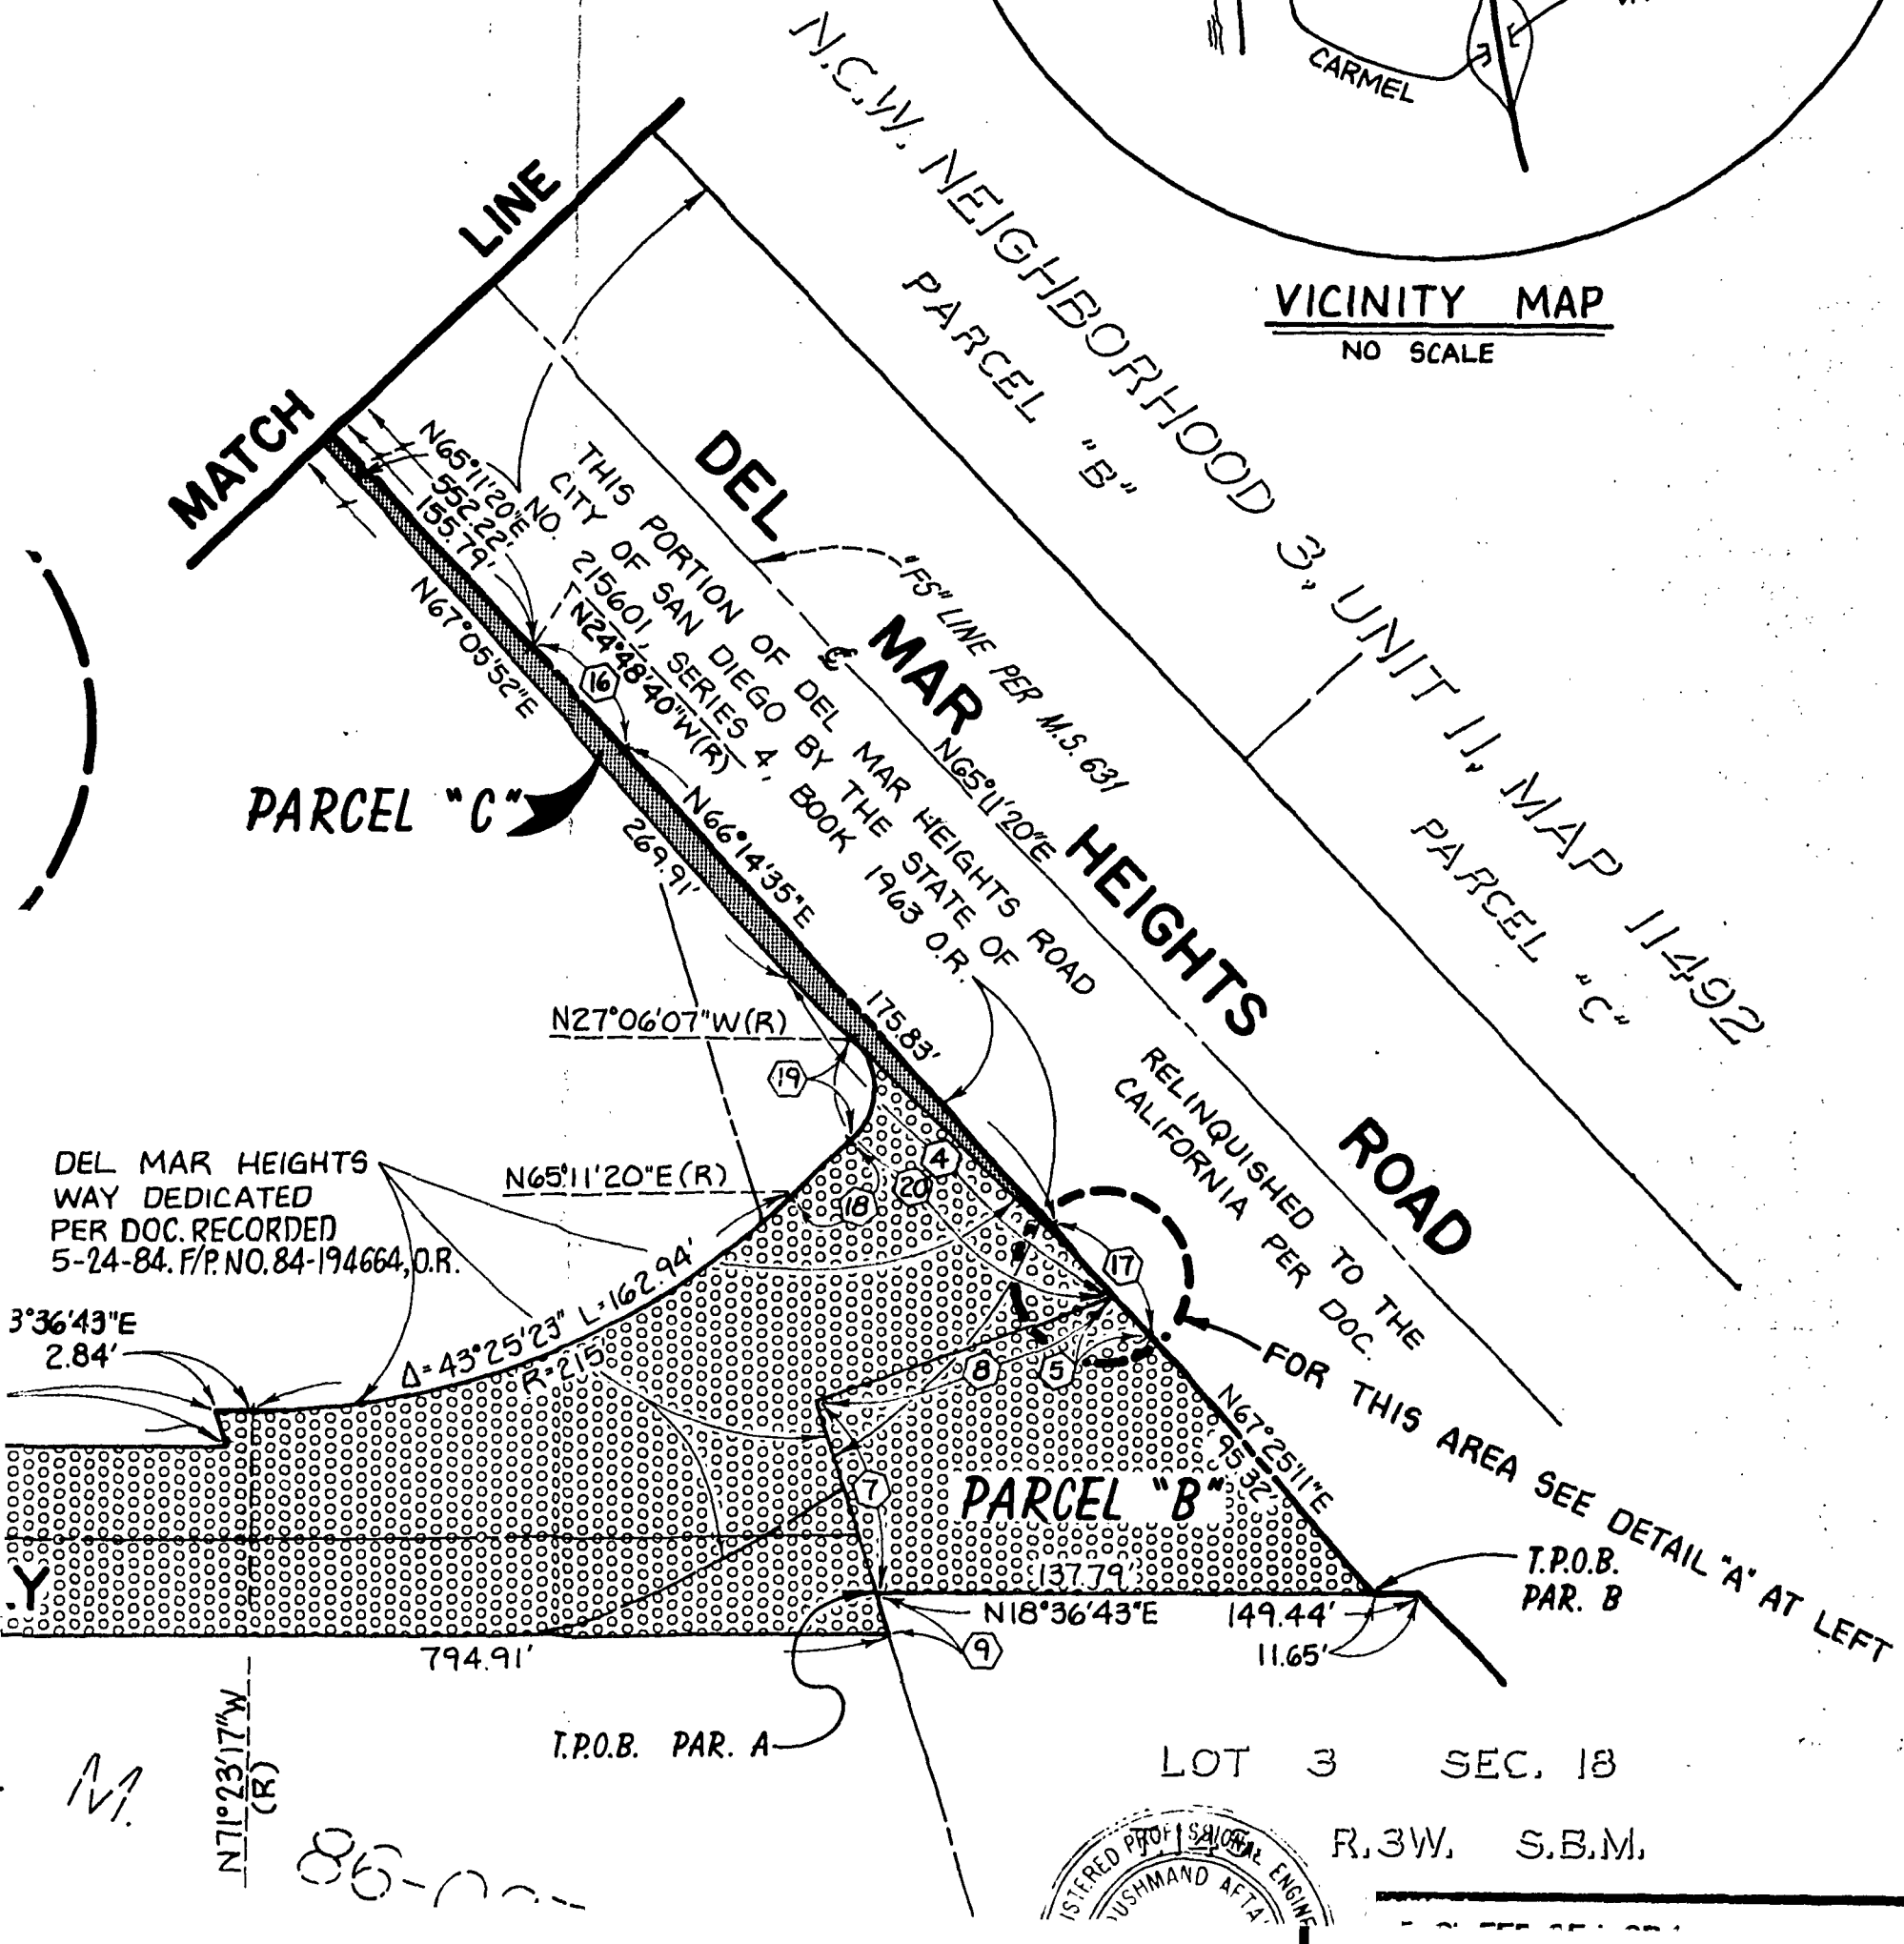 CARMEL
VICINITY MAP
NO SCALE
N.C.W. NEIGHBORHOOD 3, UNIT 11, MAP 11492
PARCEL "B"
PARCEL "C"
MATCH LINE
DEL MAR HEIGHTS ROAD
"FS" LINE PER M.S. 631
℄
N65°11'20"E
N65°11'20"E
552.22'
155.79'
THIS PORTION OF DEL MAR HEIGHTS ROAD
RELINQUISHED TO THE
CITY OF SAN DIEGO BY THE STATE OF
CALIFORNIA PER DOC.
NO. 215601, SERIES 4, BOOK 1963 O.R.
N24°48'40"W(R)
16
N67°05'52"E
269.91'
PARCEL "C"
N66°14'35"E
175.83'
N27°06'07"W(R)
19
4
20
18
N65°11'20"E(R)
17
DEL MAR HEIGHTS
WAY DEDICATED
PER DOC. RECORDED
5-24-84. F/P. NO. 84-194664, O.R.
3°36'43"E
2.84'
Δ=43°25'23" L=162.94'
R=215'
8
5
7
FOR THIS AREA SEE DETAIL "A" AT LEFT
N67°25'11"E
95.32'
PARCEL "B"
137.79'
N18°36'43"E
149.44'
11.65'
9
T.P.O.B.
PAR. B
Y
794.91'
T.P.O.B. PAR. A
N71°23'17"W
(R)
M.
LOT 3 SEC. 18
R.3W. S.B.M.